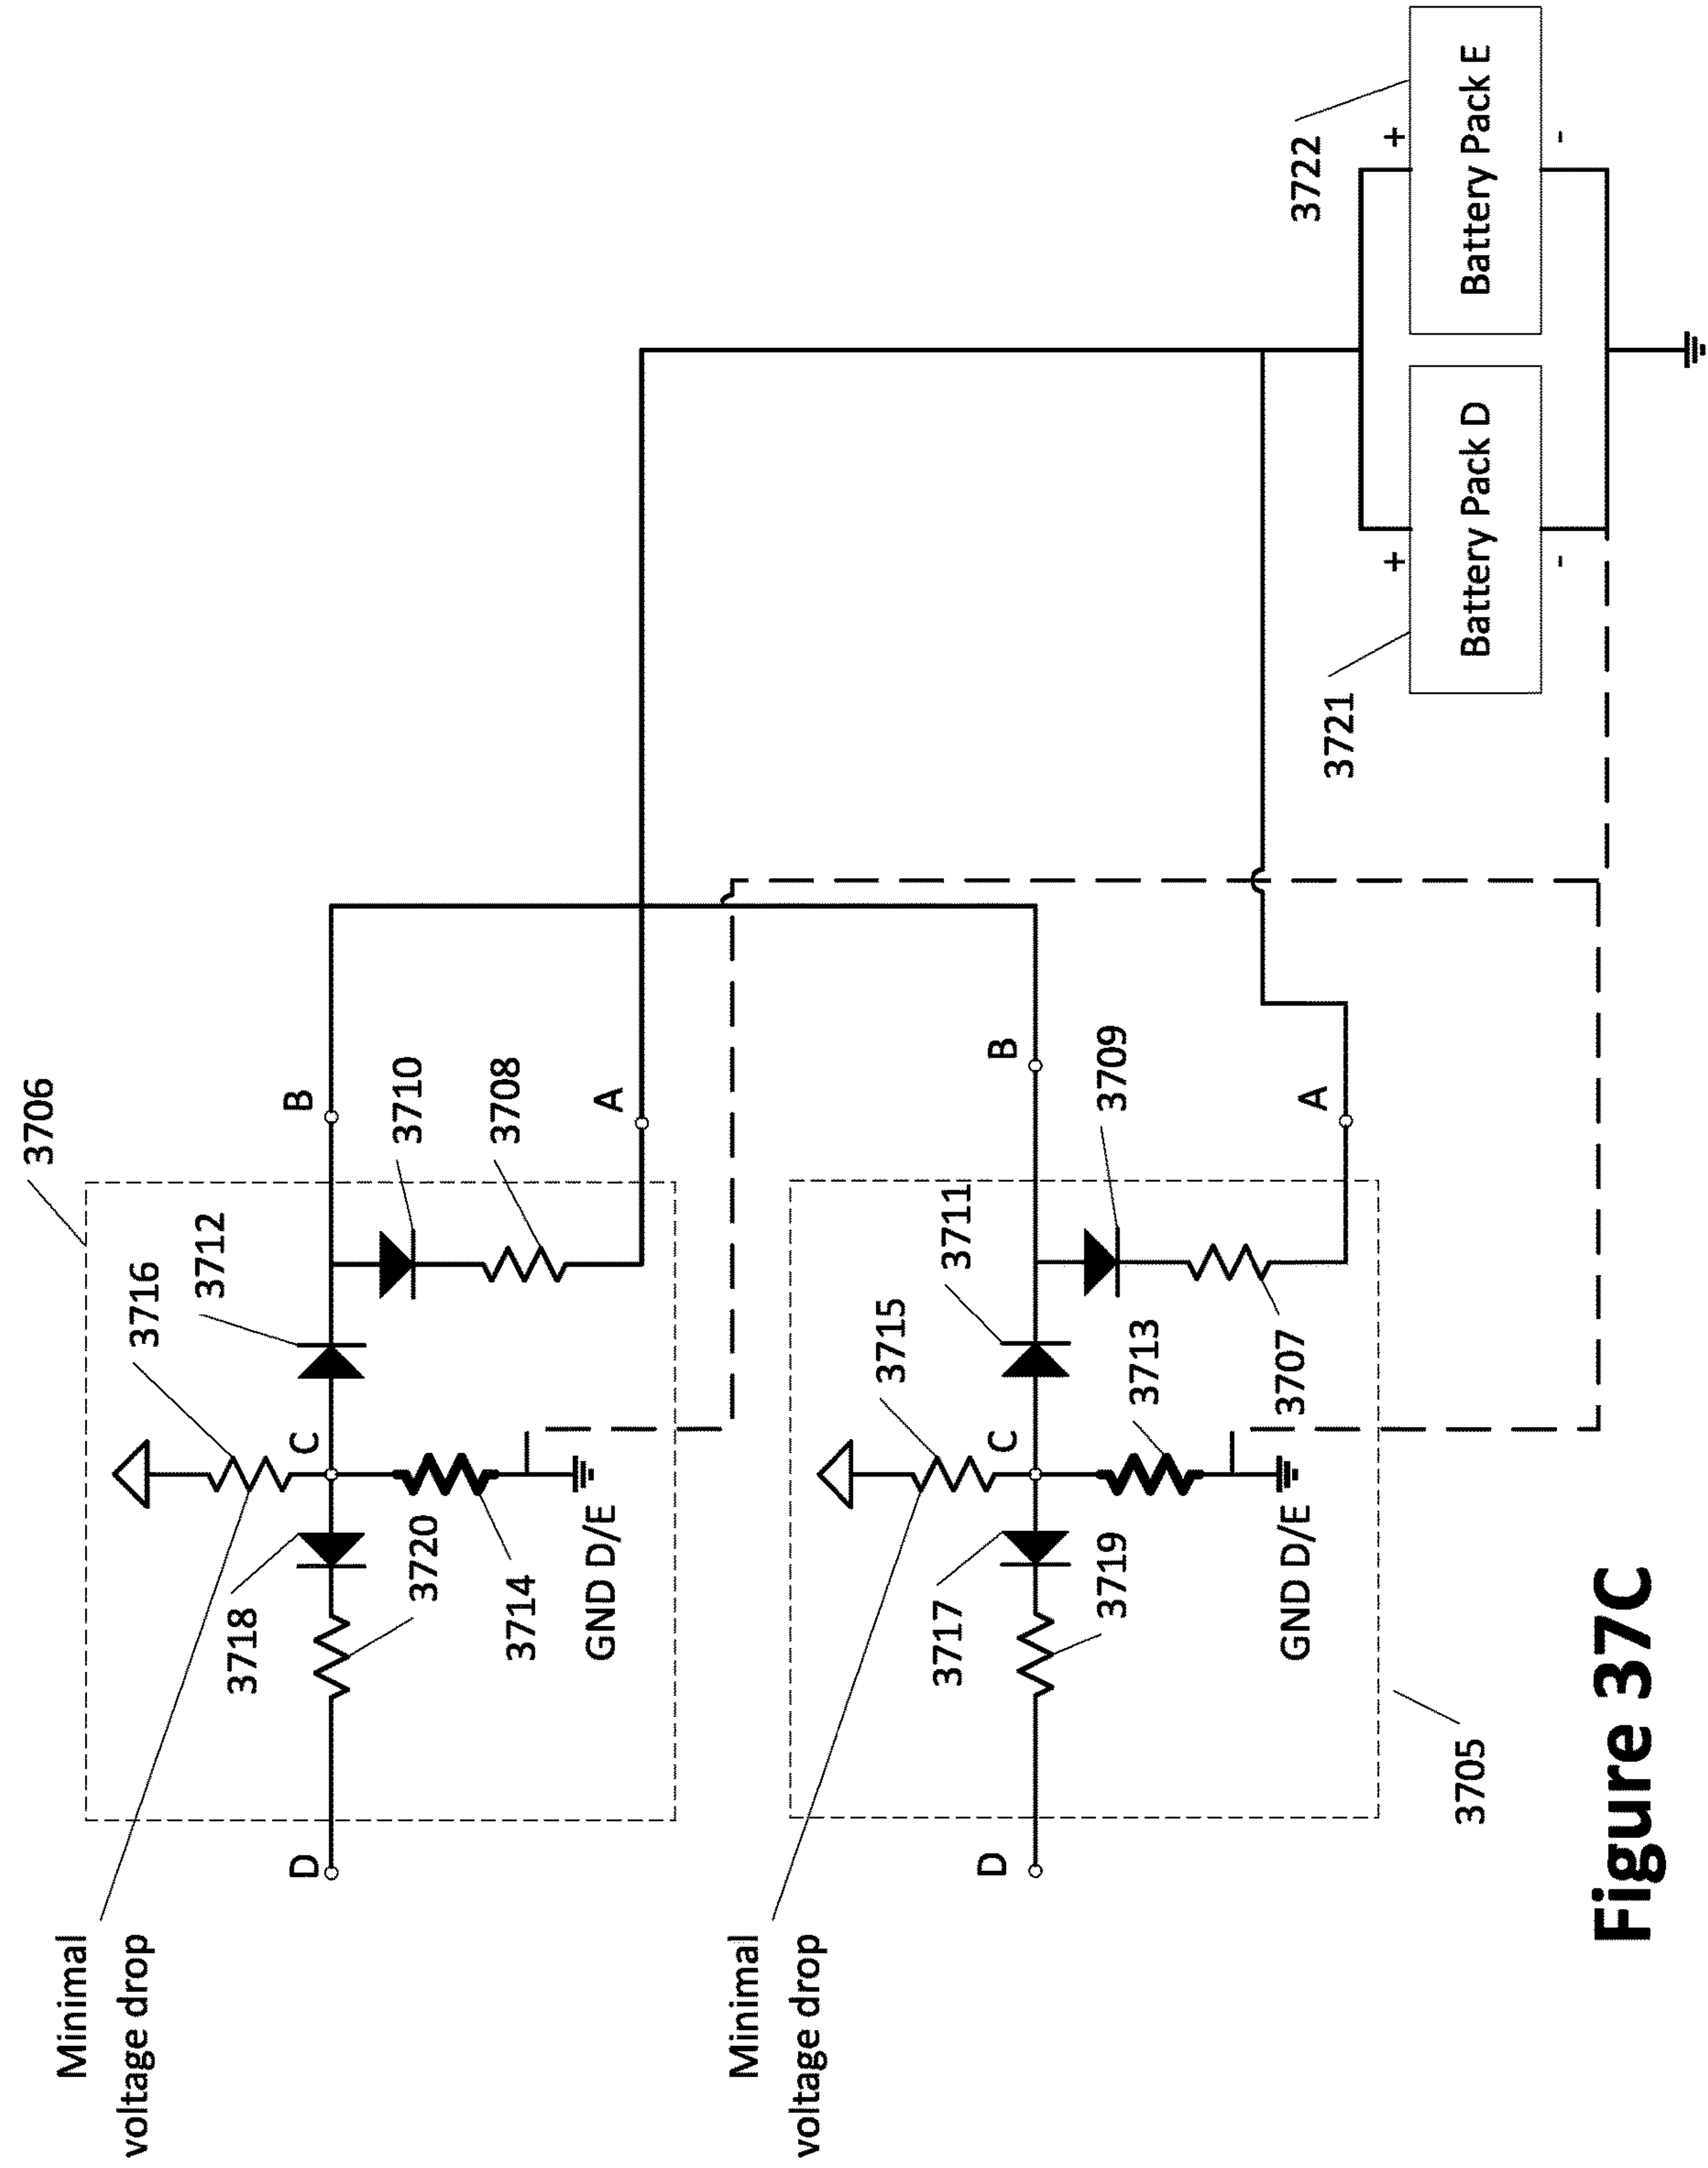 3706
3716
3712
B
3710
3708
A
C
3718
3720
3714
GND D/E
D
Minimal
voltage drop
3715
3711
B
3709
A
C
3713
3707
3717
3719
GND D/E
D
Minimal
voltage drop
3705
3722
+
Battery Pack E
-
3721
+
Battery Pack D
-
Figure 37C